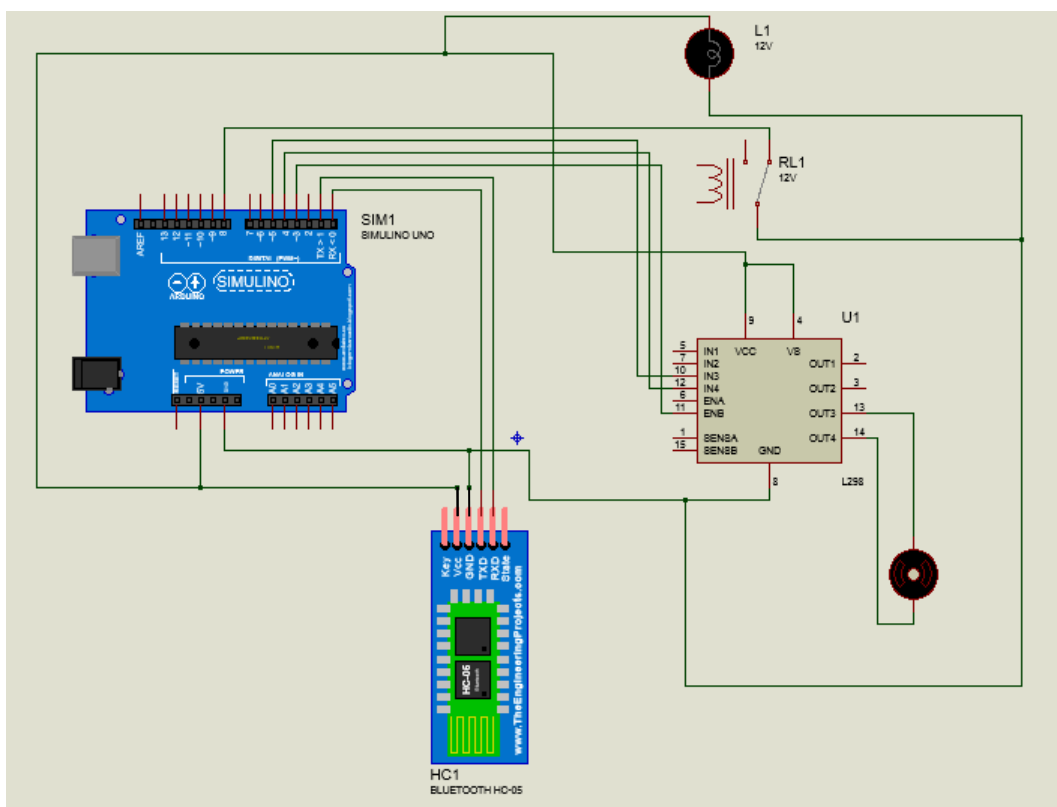 L1
12V
RL1
12V
SIM1
SIMULINO UNO
AREF
13
12
~11
~10
~9
8
7
~6
~5
4
~3
2
TX > 1
RX < 0
ARDUINO
SIMULINO
RESET
5V
POWER
GND
ANALOG IN
A0
A1
A2
A3
A4
A5
U1
9
4
5
IN1
VCC
VS
7
IN2
OUT1
2
10
IN3
12
IN4
OUT2
3
6
ENA
11
ENB
OUT3
13
1
SENSA
OUT4
14
15
SENSB
GND
8
L298
Key
Vcc
GND
TXD
RXD
State
HC-06
Bluetooth
www.TheEngineeringProjects.com
HC1
BLUETOOTH HC-05